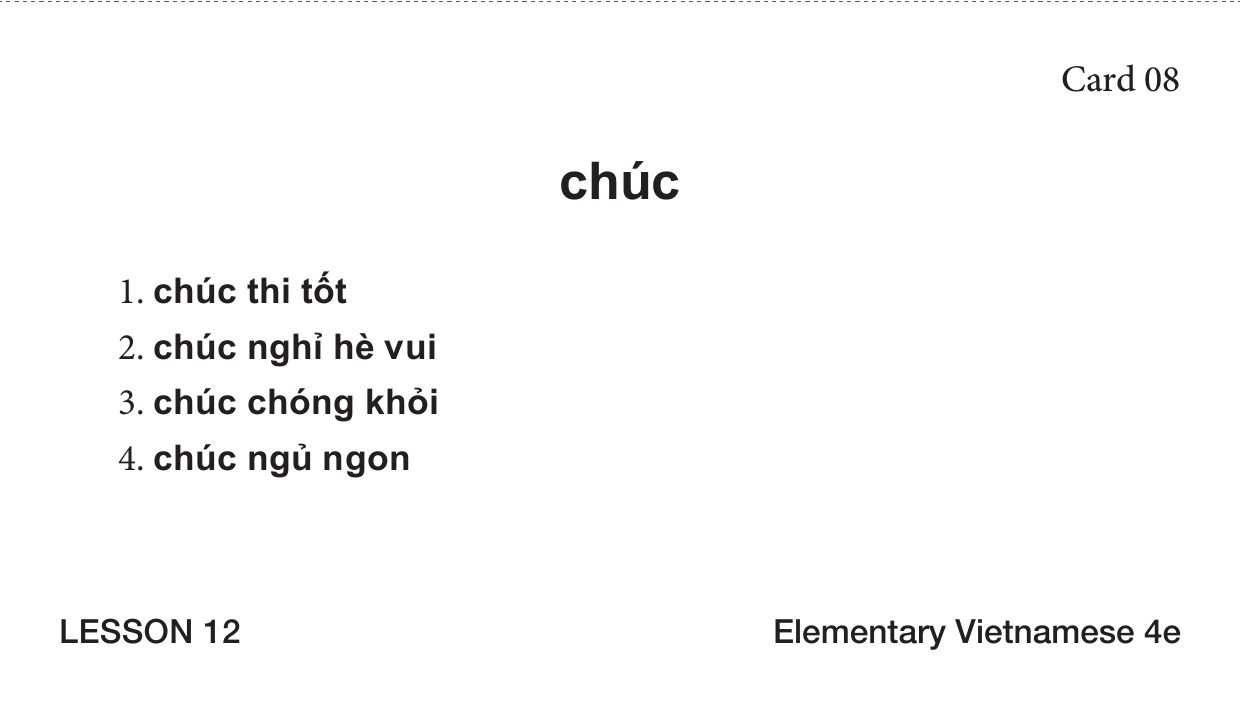 Card 08
chúc
1. chúc thi tốt
2. chúc nghỉ hè vui
3. chúc chóng khỏi
4. chúc ngủ ngon
LESSON 12
Elementary Vietnamese 4e